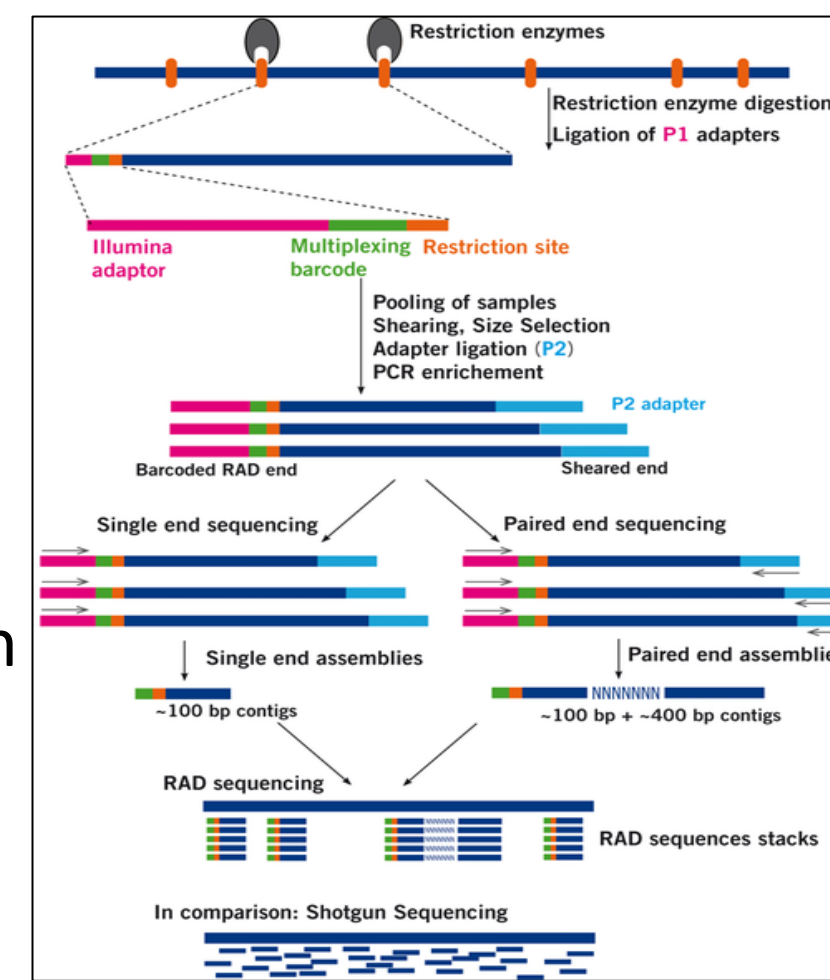 Restriction enzymes
Restriction enzyme digestion
Ligation of P1 adapters
Illumina
adaptor
Multiplexing
barcode
Restriction site
Pooling of samples
Shearing, Size Selection
Adapter ligation (P2)
PCR enrichement
P2 adapter
Barcoded RAD end
Sheared end
Single end sequencing
Paired end sequencing
n
Single end assemblies
Paired end assemblie
NNNNNNN
~100 bp contigs
~100 bp + ~400 bp contigs
RAD sequencing
RAD sequences stacks
In comparison: Shotgun Sequencing